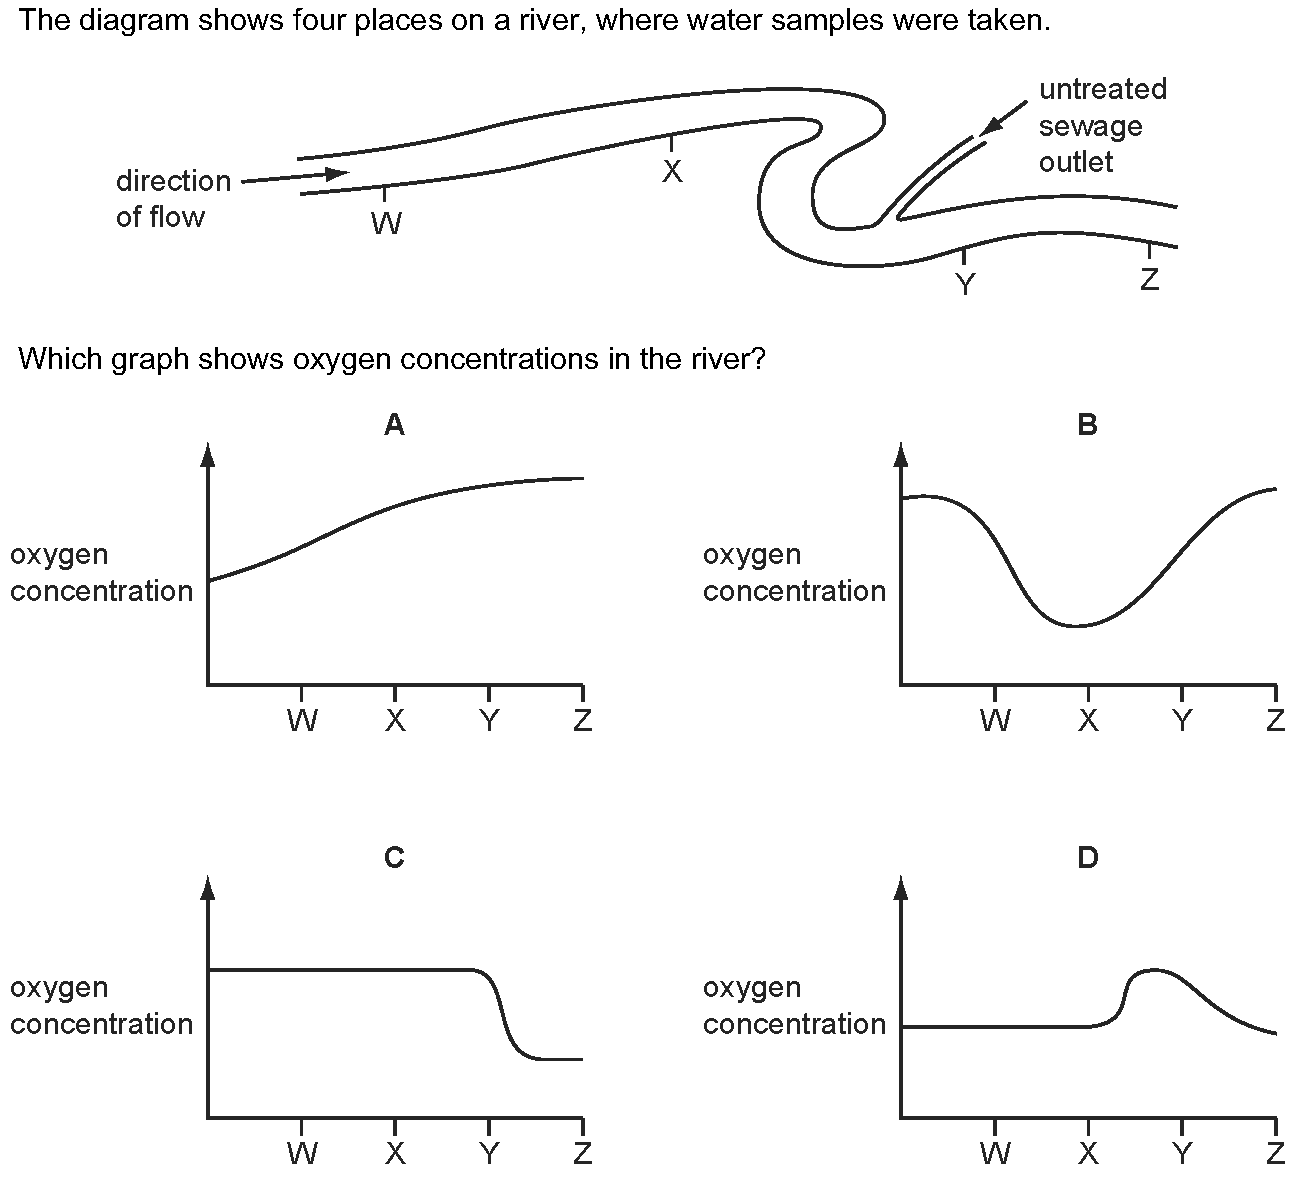 The diagram shows four places on a river, where water samples were taken.
untreated
sewage
outlet
direction
of flow
W
X
Y
Z
Which graph shows oxygen concentrations in the river?
A
oxygen
concentration
W X Y Z
B
oxygen
concentration
W X Y Z
C
oxygen
concentration
W X Y Z
D
oxygen
concentration
W X Y Z